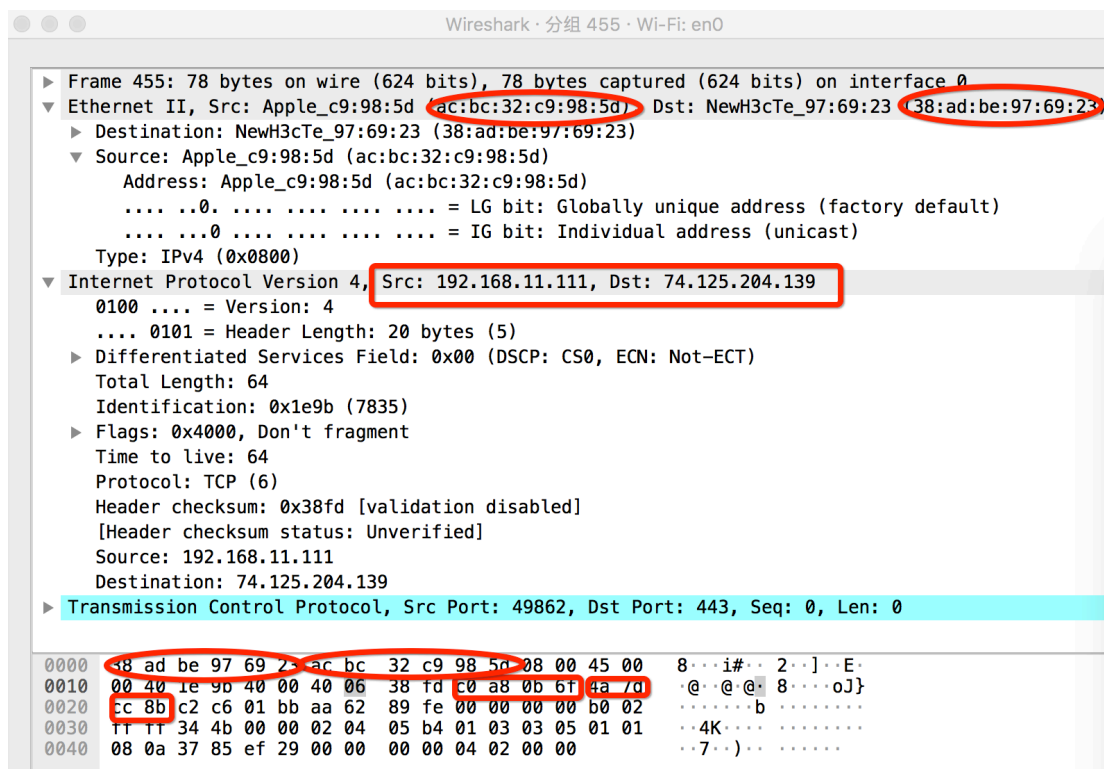 Wireshark · 分组 455 · Wi-Fi: en0
Frame 455: 78 bytes on wire (624 bits), 78 bytes captured (624 bits) on interface 0
Ethernet II, Src: Apple_c9:98:5d (ac:bc:32:c9:98:5d), Dst: NewH3cTe_97:69:23 (38:ad:be:97:69:23)
Destination: NewH3cTe_97:69:23 (38:ad:be:97:69:23)
Source: Apple_c9:98:5d (ac:bc:32:c9:98:5d)
Address: Apple_c9:98:5d (ac:bc:32:c9:98:5d)
.... ..0. .... .... .... .... = LG bit: Globally unique address (factory default)
.... ...0 .... .... .... .... = IG bit: Individual address (unicast)
Type: IPv4 (0x0800)
Internet Protocol Version 4, Src: 192.168.11.111, Dst: 74.125.204.139
0100 .... = Version: 4
.... 0101 = Header Length: 20 bytes (5)
Differentiated Services Field: 0x00 (DSCP: CS0, ECN: Not-ECT)
Total Length: 64
Identification: 0x1e9b (7835)
Flags: 0x4000, Don't fragment
Time to live: 64
Protocol: TCP (6)
Header checksum: 0x38fd [validation disabled]
[Header checksum status: Unverified]
Source: 192.168.11.111
Destination: 74.125.204.139
Transmission Control Protocol, Src Port: 49862, Dst Port: 443, Seq: 0, Len: 0
0000 38 ad be 97 69 23 ac bc 32 c9 98 5d 08 00 45 00 8···i#·· 2··]··E·
0010 00 40 1e 9b 40 00 40 06 38 fd c0 a8 0b 6f 4a 7d ·@··@·@· 8····oJ}
0020 cc 8b c2 c6 01 bb aa 62 89 fe 00 00 00 00 b0 02 ·······b ········
0030 ff ff 34 4b 00 00 02 04 05 b4 01 03 03 05 01 01 ··4K···· ········
0040 08 0a 37 85 ef 29 00 00 00 00 04 02 00 00 ··7··)·· ······